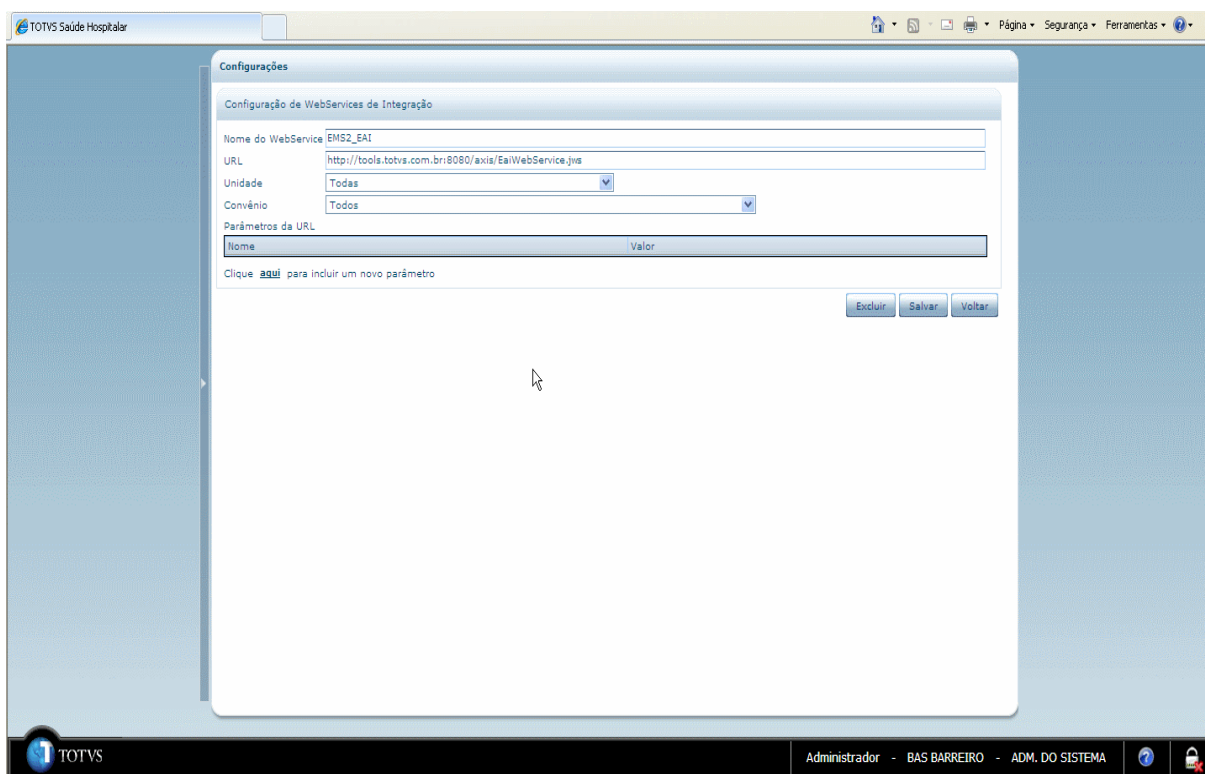 TOTVS Saúde Hospitalar
Página Segurança Ferramentas
Configurações
Configuração de WebServices de Integração
Nome do WebService EMS2_EAI
URL http://tools.totvs.com.br:8080/axis/EaiWebService.jws
Unidade Todas
Convênio Todos
Parâmetros da URL
Nome Valor
Clique aqui para incluir um novo parâmetro
Excluir Salvar Voltar
TOTVS
Administrador - BAS BARREIRO - ADM. DO SISTEMA